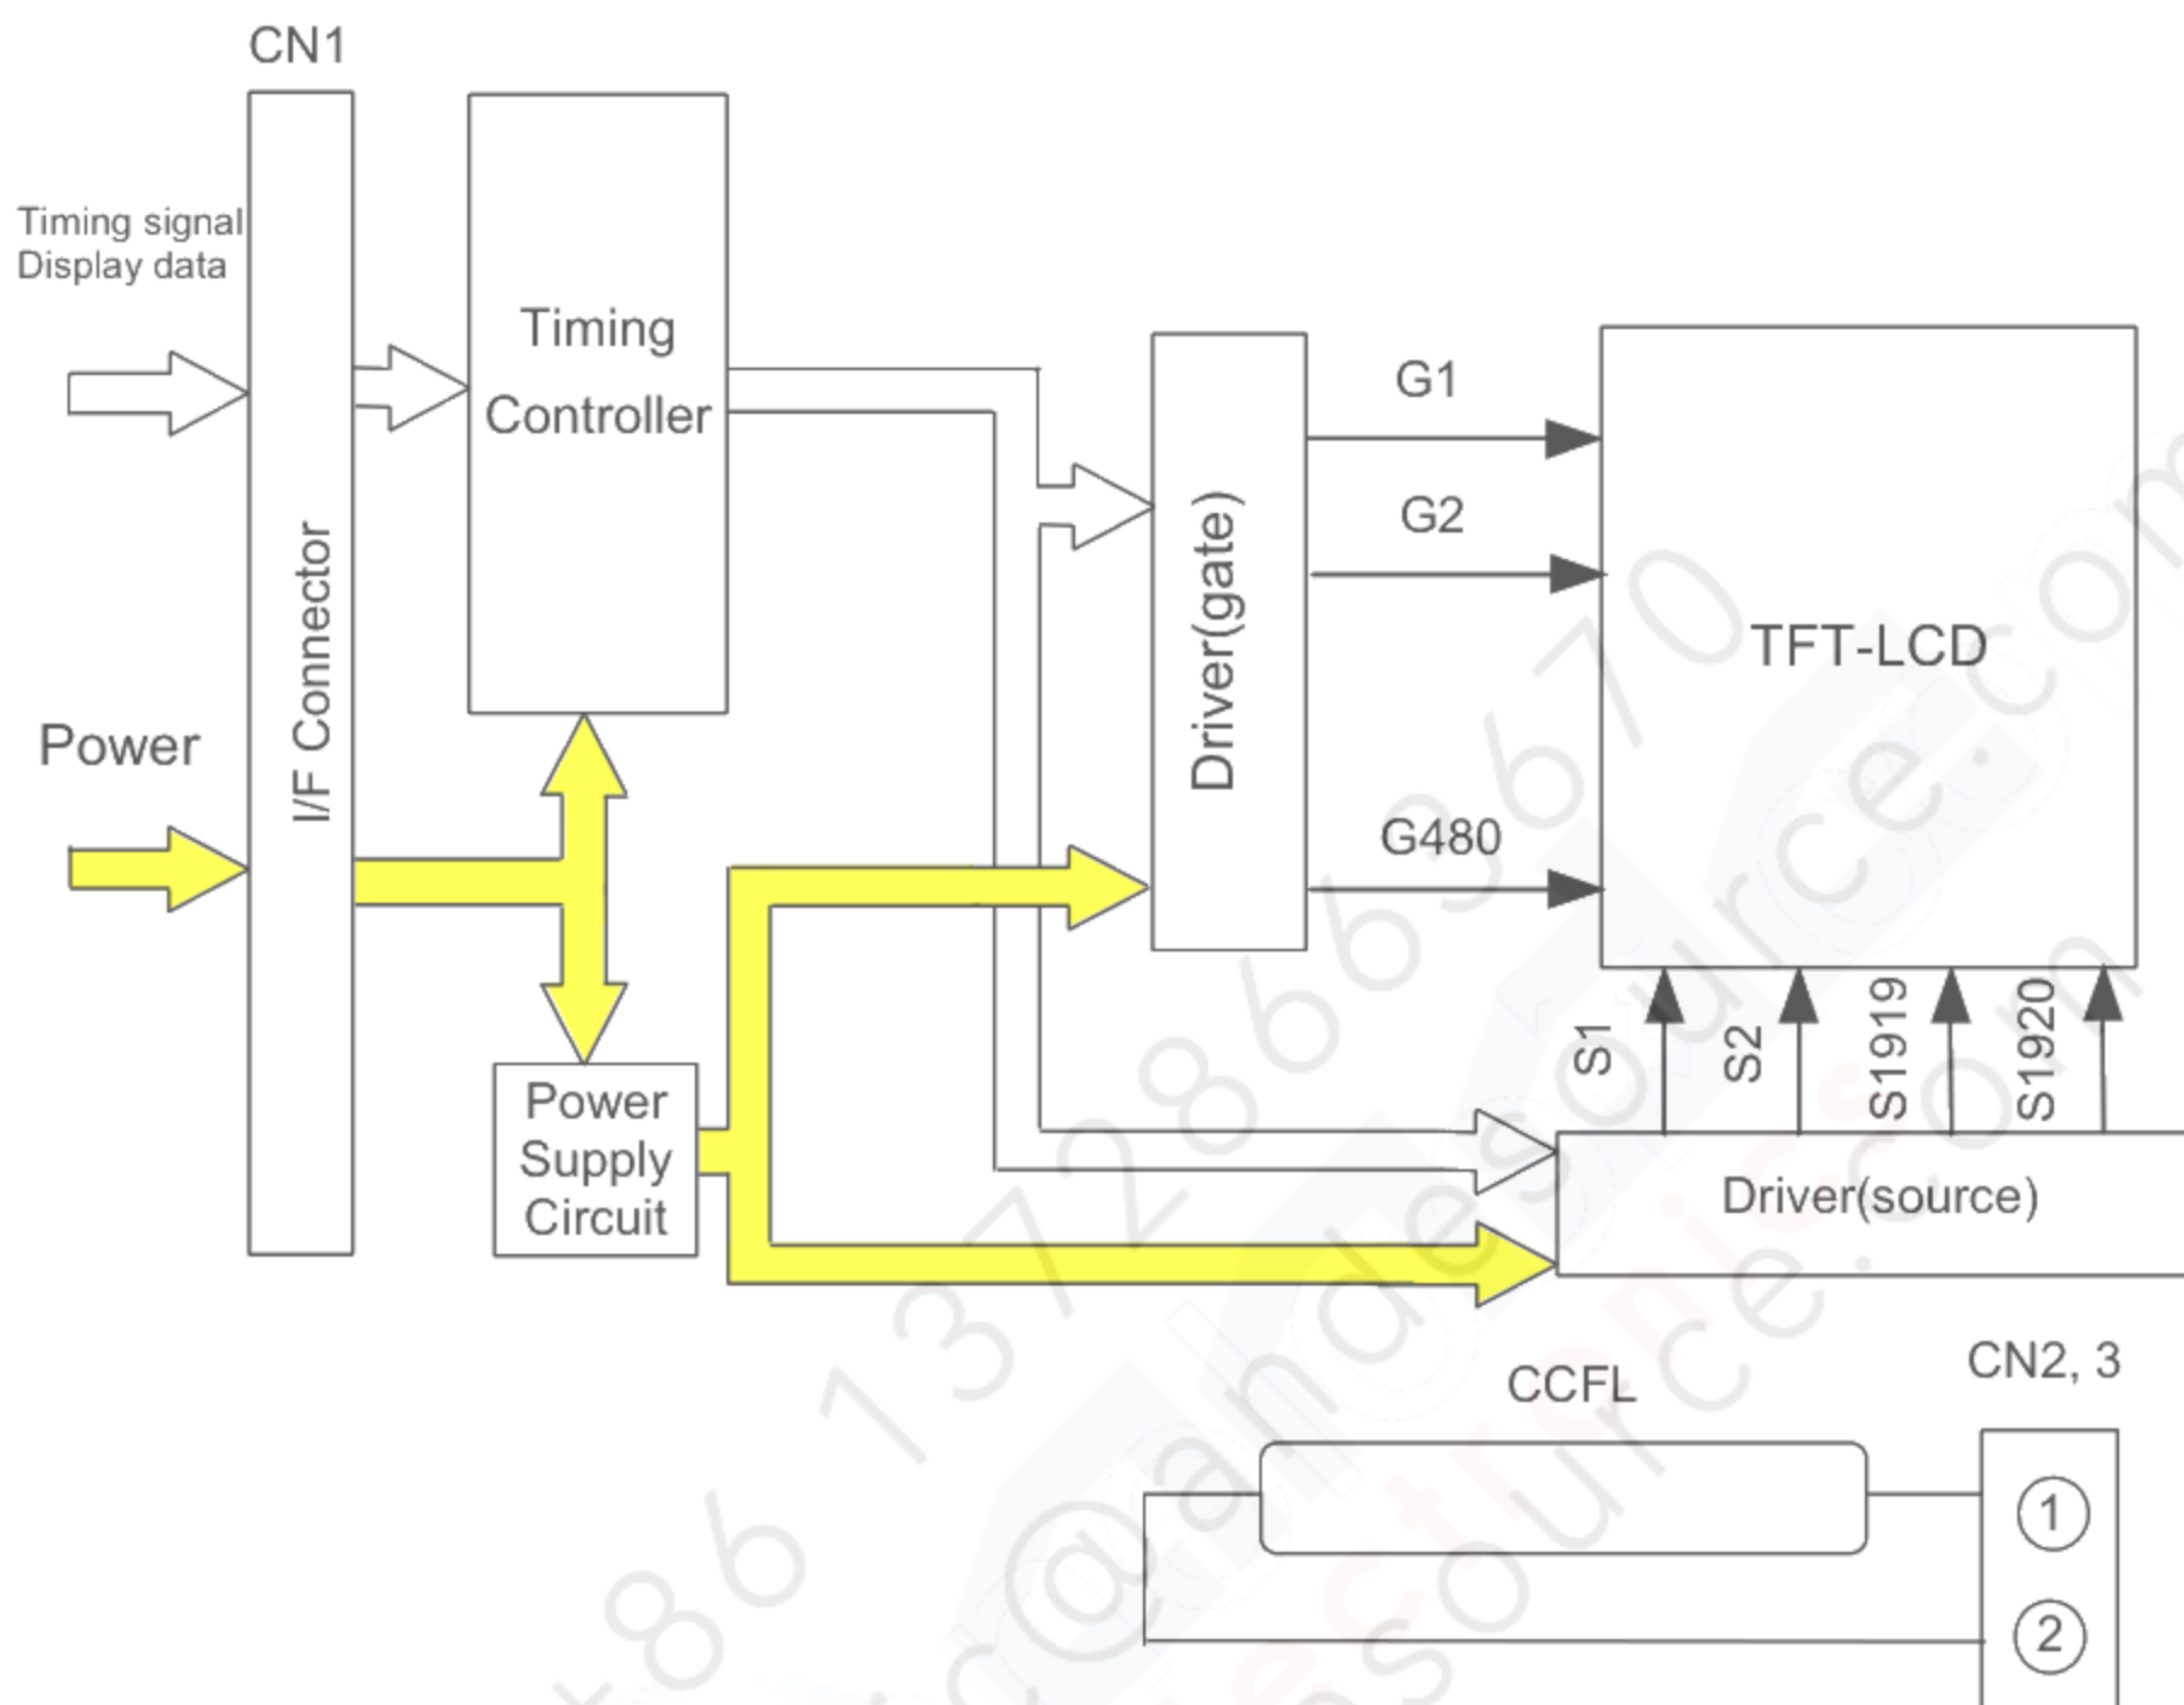 CN1
Timing signal
Display data
Power
I/F Connector
Timing
Controller
Power
Supply
Circuit
Driver(gate)
G1
G2
G480
TFT-LCD
S1
S2
S1919
S1920
Driver(source)
CCFL
CN2, 3
1
2